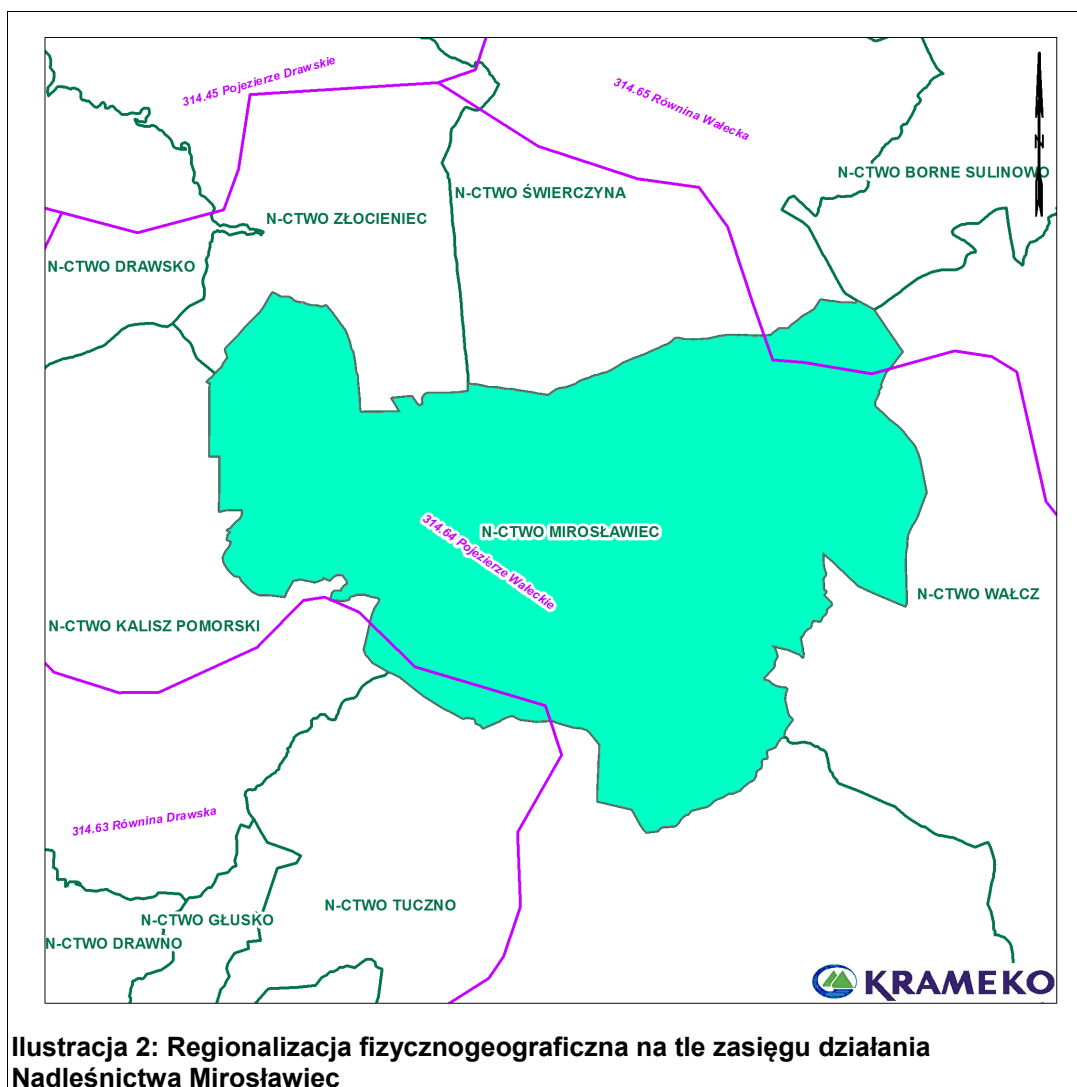 314.45 Pojezierze Drawskie
314.65 Równina Wałecka
N
N-CTWO BORNE SULINOWO
N-CTWO ŚWIERCZYNA
N-CTWO ZŁOCIENIEC
N-CTWO DRAWSKO
N-CTWO MIROSŁAWIEC
314.64 Pojezierze Wałeckie
N-CTWO WAŁCZ
N-CTWO KALISZ POMORSKI
314.63 Równina Drawska
N-CTWO TUCZNO
N-CTWO GŁUSKO
N-CTWO DRAWNO
KRAMEKO
Ilustracja 2: Regionalizacja fizycznogeograficzna na tle zasięgu działania
Nadleśnictwa Mirosławiec